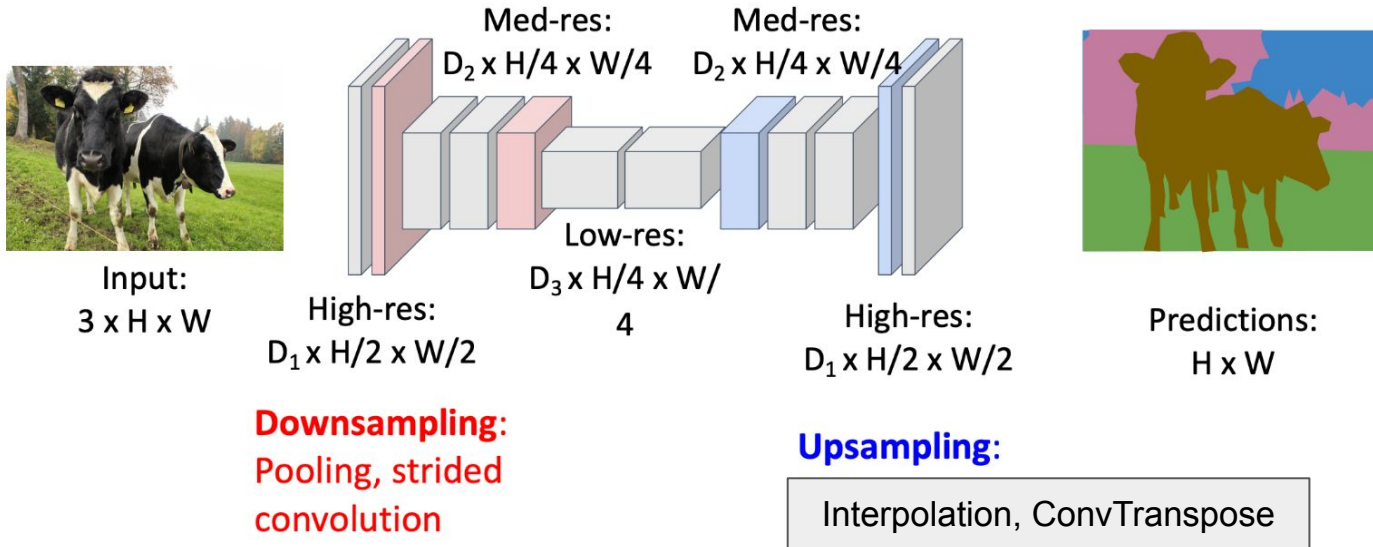 Med-res:
D₂ x H/4 x W/4
Med-res:
D₂ x H/4 x W/4
Input:
3 x H x W
High-res:
D₁ x H/2 x W/2
Low-res:
D₃ x H/4 x W/
4
High-res:
D₁ x H/2 x W/2
Predictions:
H x W
Downsampling:
Pooling, strided
convolution
Upsampling:
Interpolation, ConvTranspose